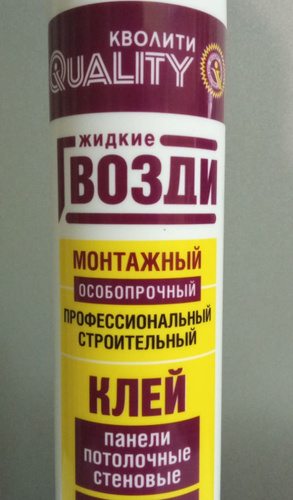 КВОЛИТИ
QUALITY
ЖИДКИЕ
ГВОЗДИ
МОНТАЖНЫЙ
ОСОБОПРОЧНЫЙ
ПРОФЕССИОНАЛЬНЫЙ
СТРОИТЕЛЬНЫЙ
КЛЕЙ
ПАНЕЛИ
ПОТОЛОЧНЫЕ
СТЕНОВЫЕ